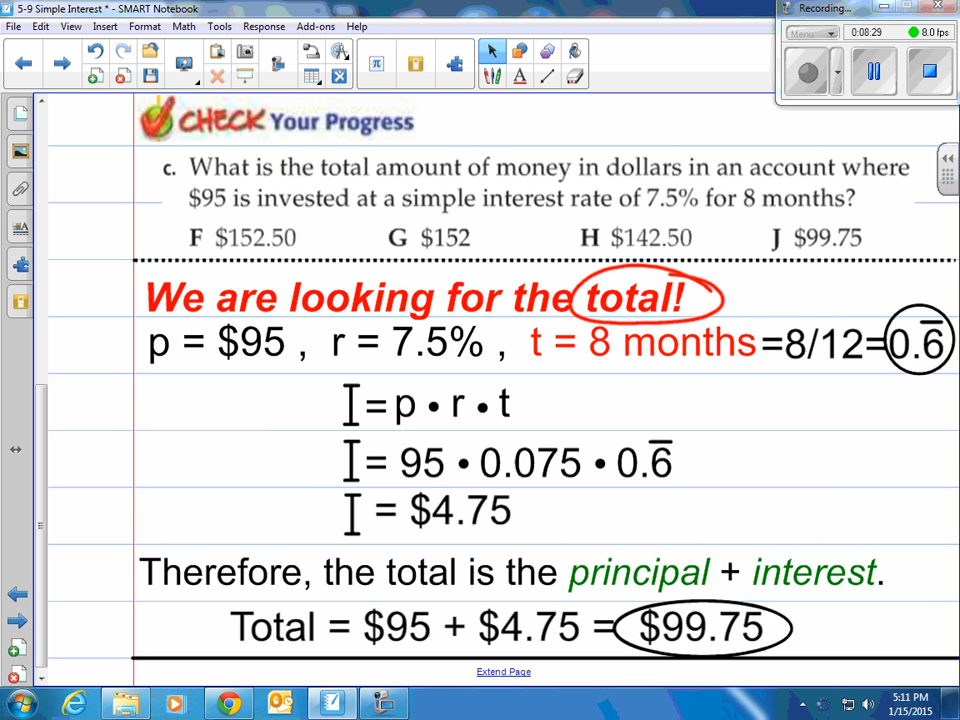 5-9 Simple Interest * - SMART Notebook
Recording...
File Edit View Insert Format Math Tools Response Add-ons Help
Menu
0:08:29
8.0 fps
CHECK Your Progress
c. What is the total amount of money in dollars in an account where
$95 is invested at a simple interest rate of 7.5% for 8 months?
F $152.50 G $152 H $142.50 J $99.75
We are looking for the total!
p = $95 , r = 7.5% , t = 8 months =8/12=0.6̅
I = p • r • t
I = 95 • 0.075 • 0.6̅
I = $4.75
Therefore, the total is the principal + interest.
Total = $95 + $4.75 = $99.75
Extend Page
5:11 PM
1/15/2015